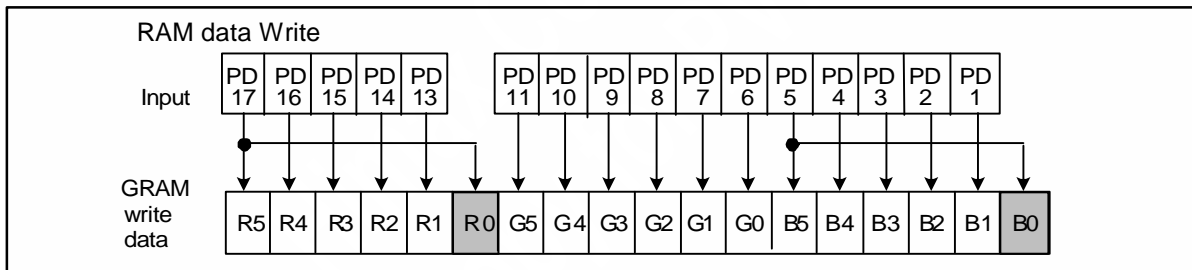 RAM data Write
PD PD PD PD PD PD PD PD PD PD PD PD PD PD PD PD
Input 17 16 15 14 13 11 10 9 8 7 6 5 4 3 2 1
GRAM
write R5 R4 R3 R2 R1 R0 G5 G4 G3 G2 G1 G0 B5 B4 B3 B2 B1 B0
data